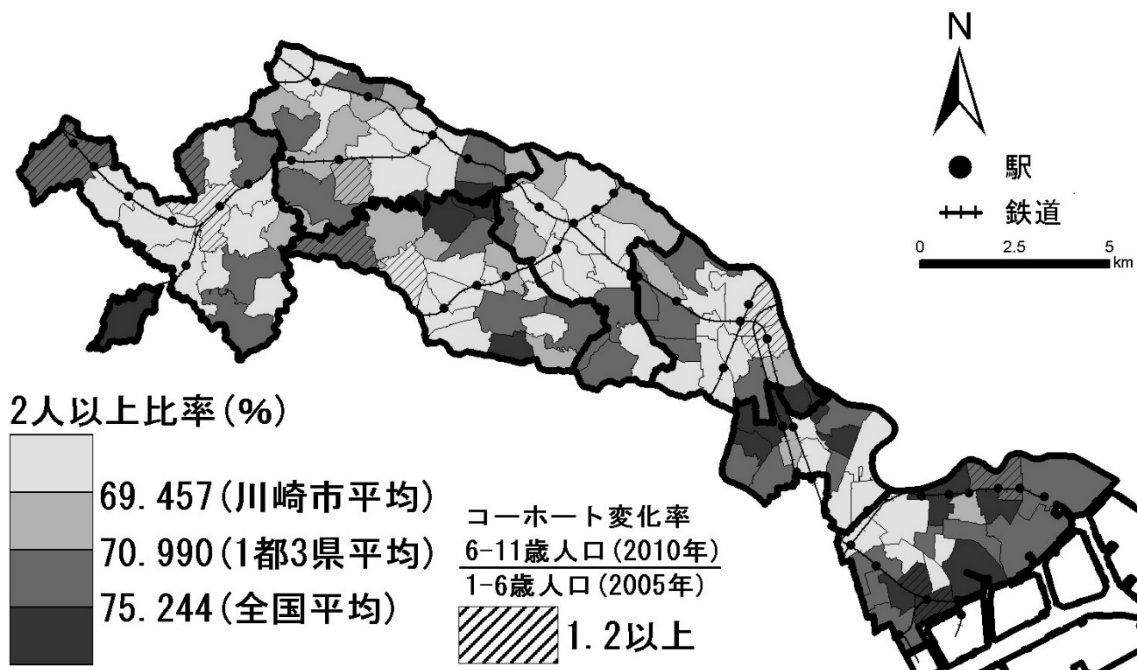 N
駅
鉄道
0 2.5 5
km
2人以上比率(%)
69.457(川崎市平均)
70.990(1都3県平均)
75.244(全国平均)
コーホート変化率
6-11歳人口(2010年)
1-6歳人口(2005年)
1.2以上